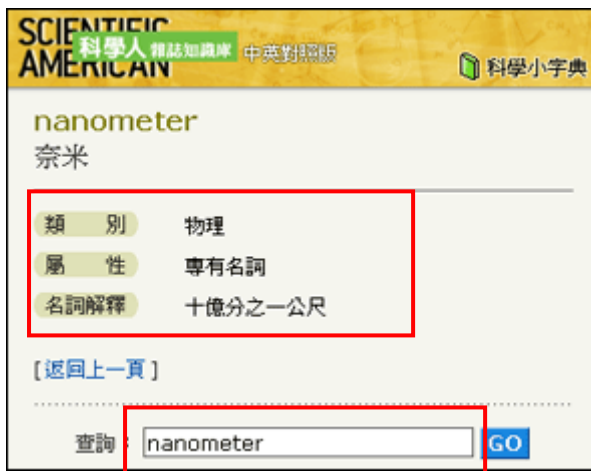 SCIENTIFIC
AMERICAN
科學人 雜誌知識庫 中英對照版
科學小字典
nanometer
奈米
類 別 物理
屬 性 專有名詞
名詞解釋 十億分之一公尺
[返回上一頁]
查詢： nanometer GO